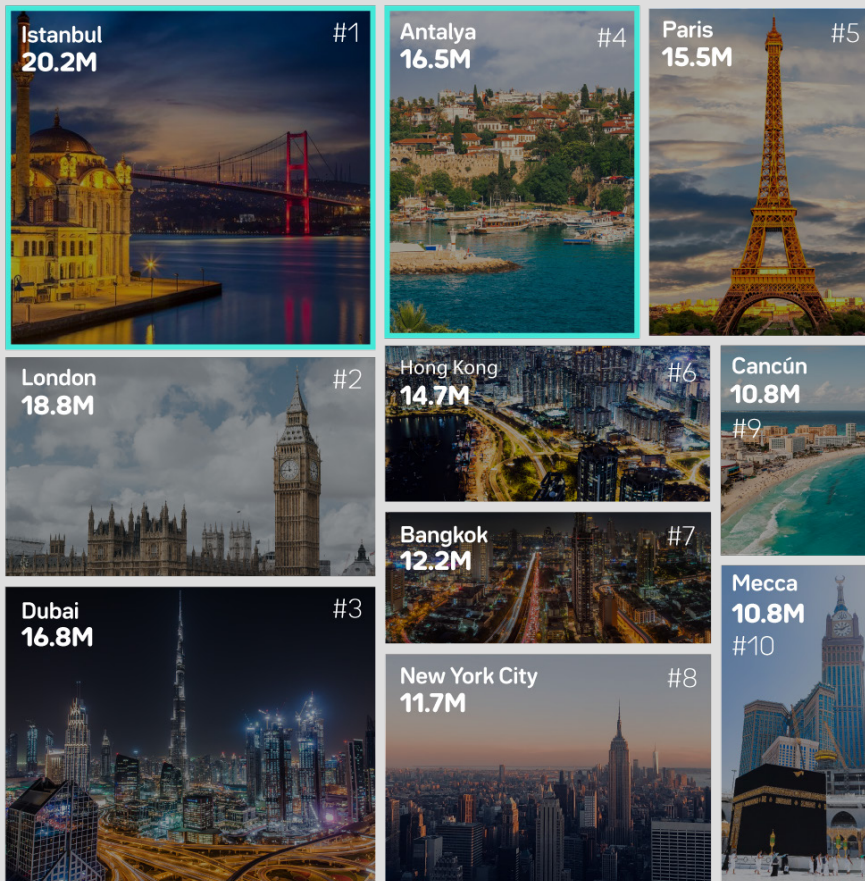 Istanbul
20.2M
#1
Antalya
16.5M
#4
Paris
15.5M
#5
London
18.8M
#2
Hong Kong
14.7M
#6
Cancún
10.8M
#9
Bangkok
12.2M
#7
Dubai
16.8M
#3
Mecca
10.8M
#10
New York City
11.7M
#8